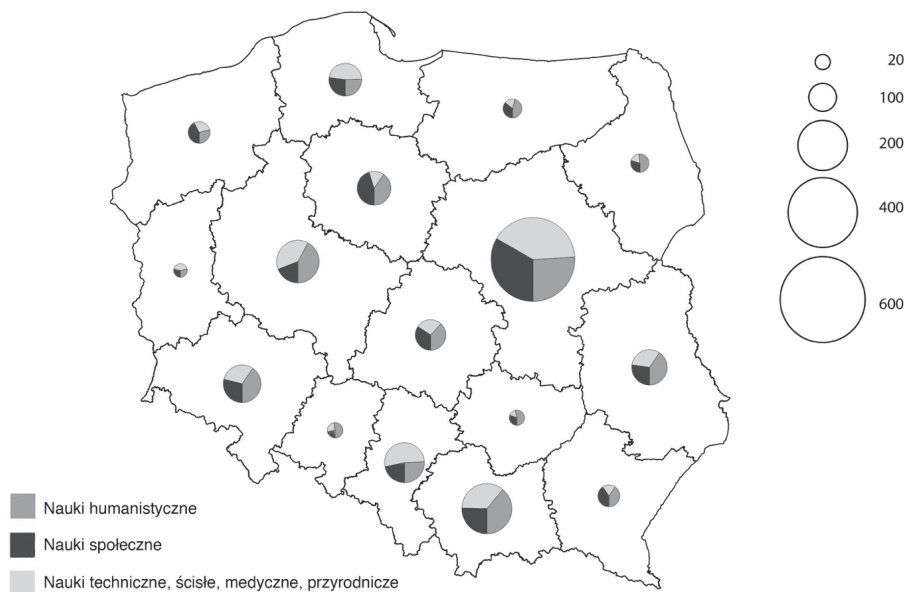 20
100
200
400
600
Nauki humanistyczne
Nauki społeczne
Nauki techniczne, ścisłe, medyczne, przyrodnicze